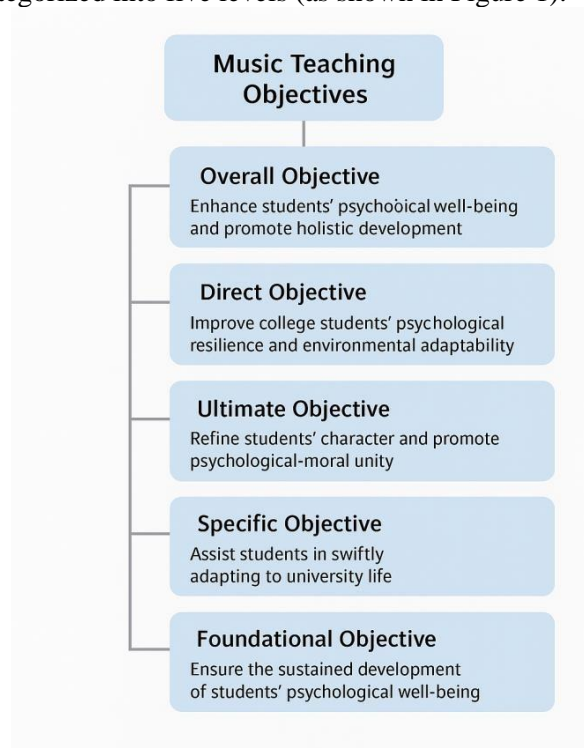 egorized into five levels (as shown in Figure 1).
Music Teaching
Objectives
Overall Objective
Enhance students’ psychoòical well-being
and promote holistic development
Direct Objective
Improve college students’ psychological
resilience and environmental adaptability
Ultimate Objective
Refine students’ character and promote
psychological-moral unity
Specific Objective
Assist students in swiftly
adapting to university life
Foundational Objective
Ensure the sustained development
of students’ psychological well-being